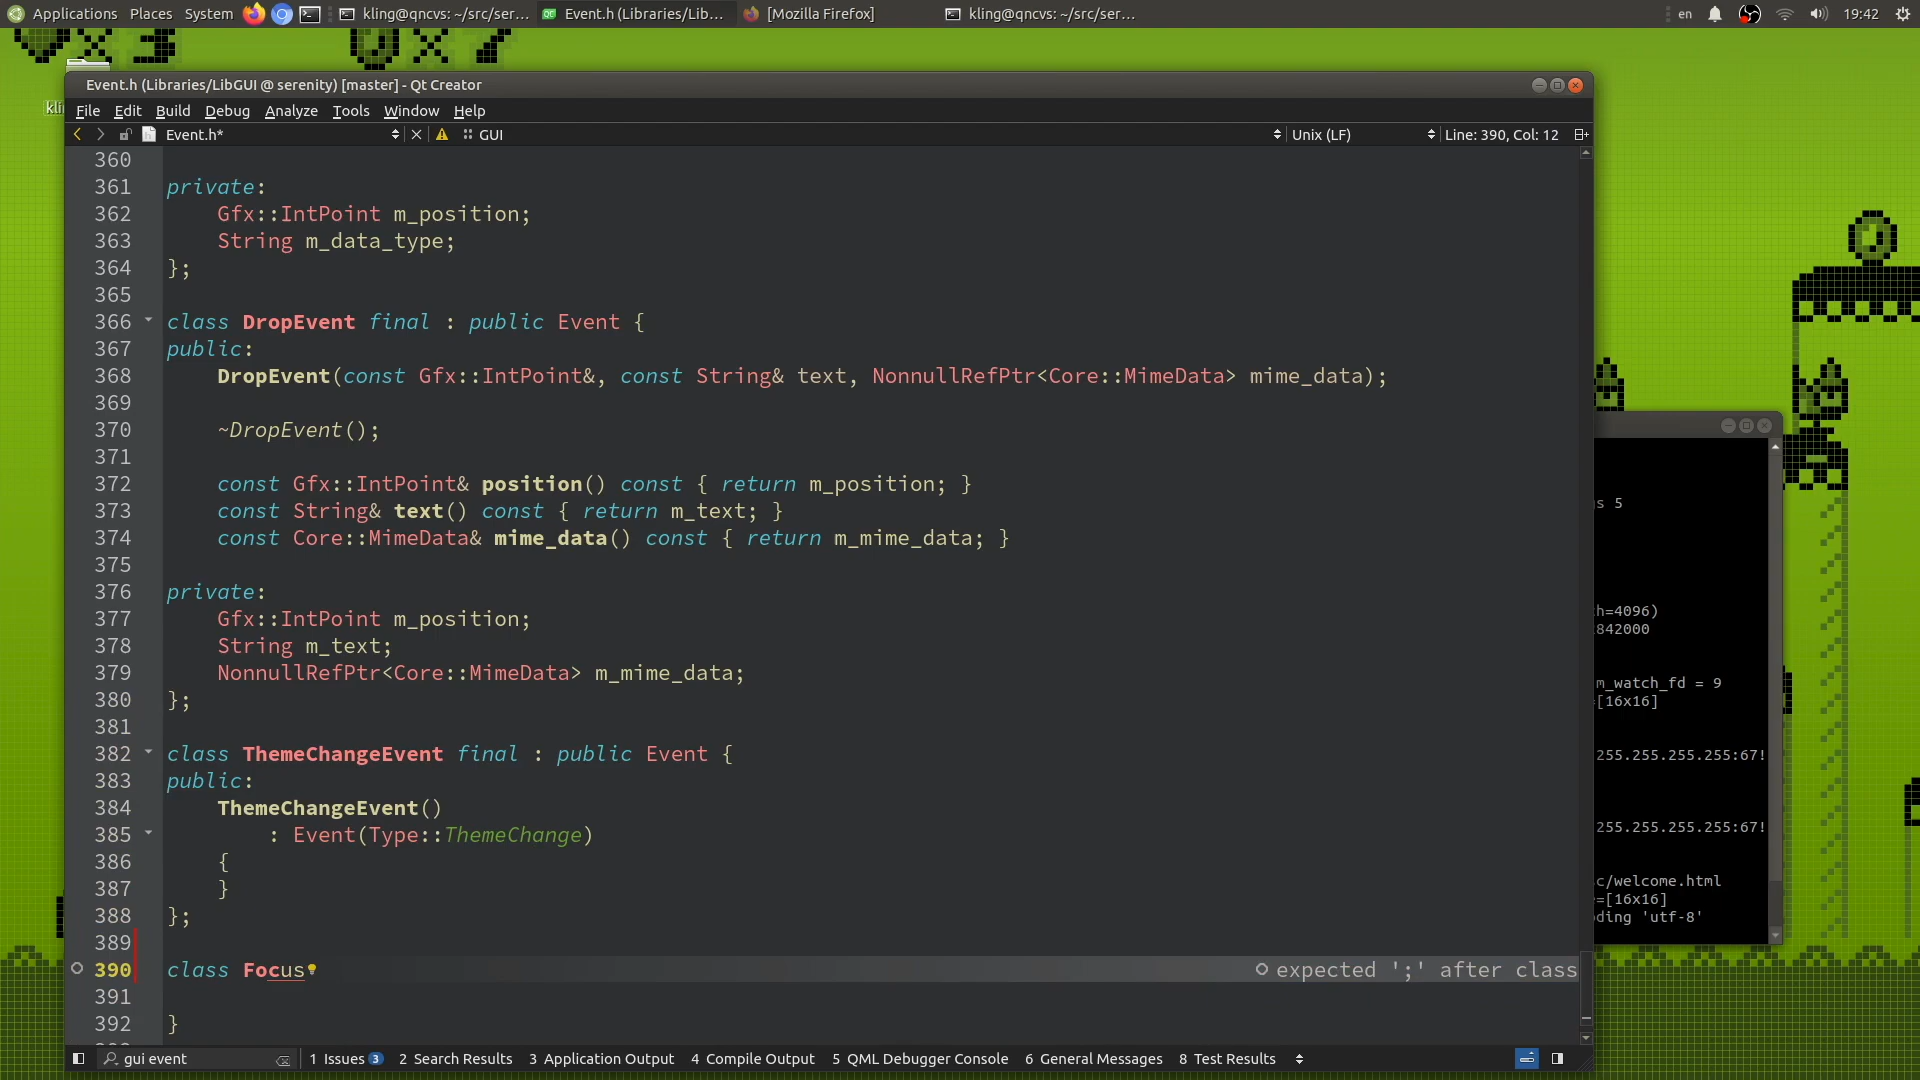 Applications Places System kling@qncvs: ~/src/ser... Event.h (Libraries/Lib... [Mozilla Firefox] kling@qncvs: ~/src/ser... en 19:42
Event.h (Libraries/LibGUI @ serenity) [master] - Qt Creator
File Edit Build Debug Analyze Tools Window Help
Event.h* GUI Unix (LF) Line: 390, Col: 12
360
361 private:
362     Gfx::IntPoint m_position;
363     String m_data_type;
364 };
365
366 class DropEvent final : public Event {
367 public:
368     DropEvent(const Gfx::IntPoint&, const String& text, NonnullRefPtr<Core::MimeData> mime_data);
369
370     ~DropEvent();
371
372     const Gfx::IntPoint& position() const { return m_position; }
373     const String& text() const { return m_text; }
374     const Core::MimeData& mime_data() const { return m_mime_data; }
375
376 private:
377     Gfx::IntPoint m_position;
378     String m_text;
379     NonnullRefPtr<Core::MimeData> m_mime_data;
380 };
381
382 class ThemeChangeEvent final : public Event {
383 public:
384     ThemeChangeEvent()
385         : Event(Type::ThemeChange)
386     {
387     }
388 };
389
390 class Focus expected ';' after class
391
392 }
gui event 1 Issues 3 2 Search Results 3 Application Output 4 Compile Output 5 QML Debugger Console 6 General Messages 8 Test Results
5
=4096)
842000
m_watch_fd = 9
=[16x16]
255.255.255.255:67!
255.255.255.255:67!
/welcome.html
=[16x16]
'utf-8'